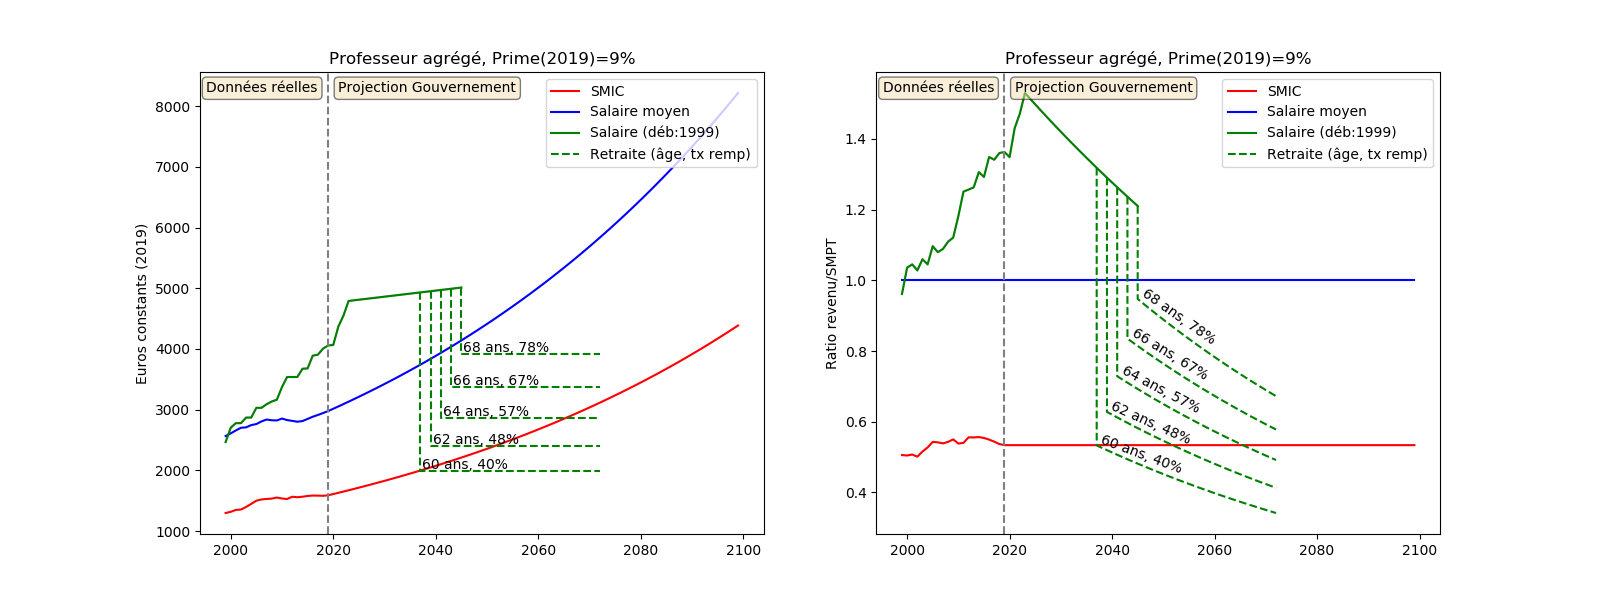 Professeur agrégé, Prime(2019)=9%
Données réelles
Projection Gouvernement
SMIC
Salaire moyen
Salaire (déb:1999)
Retraite (âge, tx remp)
Euros constants (2019)
8000
7000
6000
5000
4000
3000
2000
1000
68 ans, 78%
66 ans, 67%
64 ans, 57%
62 ans, 48%
60 ans, 40%
2000
2020
2040
2060
2080
2100
Professeur agrégé, Prime(2019)=9%
Données réelles
Projection Gouvernement
SMIC
Salaire moyen
Salaire (déb:1999)
Retraite (âge, tx remp)
Ratio revenu/SMPT
1.4
1.2
1.0
0.8
0.6
0.4
68 ans, 78%
66 ans, 67%
64 ans, 57%
62 ans, 48%
60 ans, 40%
2000
2020
2040
2060
2080
2100